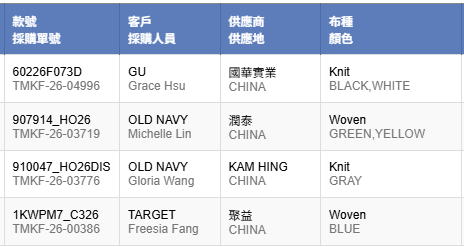 款號 客戶 供應商 布種
採購單號 採購人員 供應地 顏色
60226F073D GU 國華實業 Knit
TMKF-26-04996 Grace Hsu CHINA BLACK,WHITE
907914_HO26 OLD NAVY 潤泰 Woven
TMKF-26-03719 Michelle Lin CHINA GREEN,YELLOW
910047_HO26DIS OLD NAVY KAM HING Knit
TMKF-26-03776 Gloria Wang CHINA GRAY
1KWPM7_C326 TARGET 聚益 Woven
TMKF-26-00386 Freesia Fang CHINA BLUE